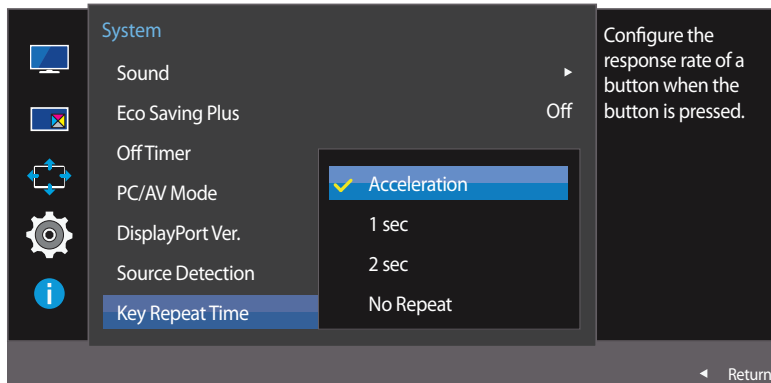 System
Sound
Eco Saving Plus Off
Off Timer
PC/AV Mode
DisplayPort Ver.
Source Detection
Key Repeat Time
Acceleration
1 sec
2 sec
No Repeat
Configure the
response rate of a
button when the
button is pressed.
Return